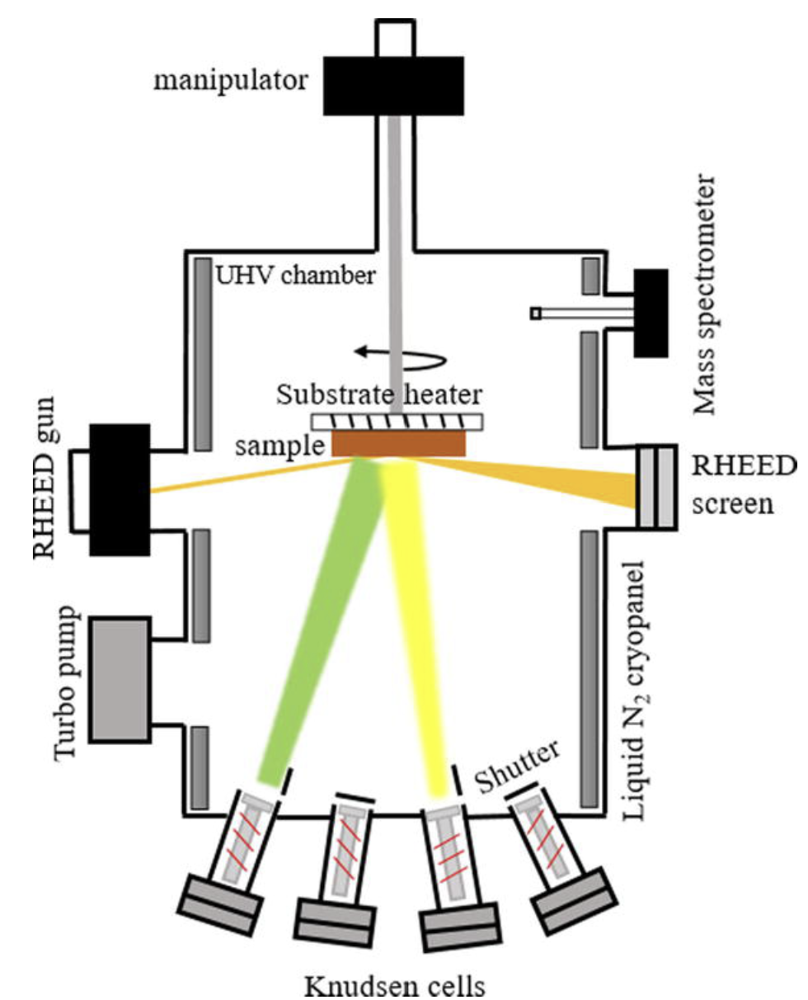 manipulator
UHV chamber
Mass spectrometer
Substrate heater
sample
RHEED gun
RHEED
screen
Turbo pump
Liquid N₂ cryopanel
Shutter
Knudsen cells